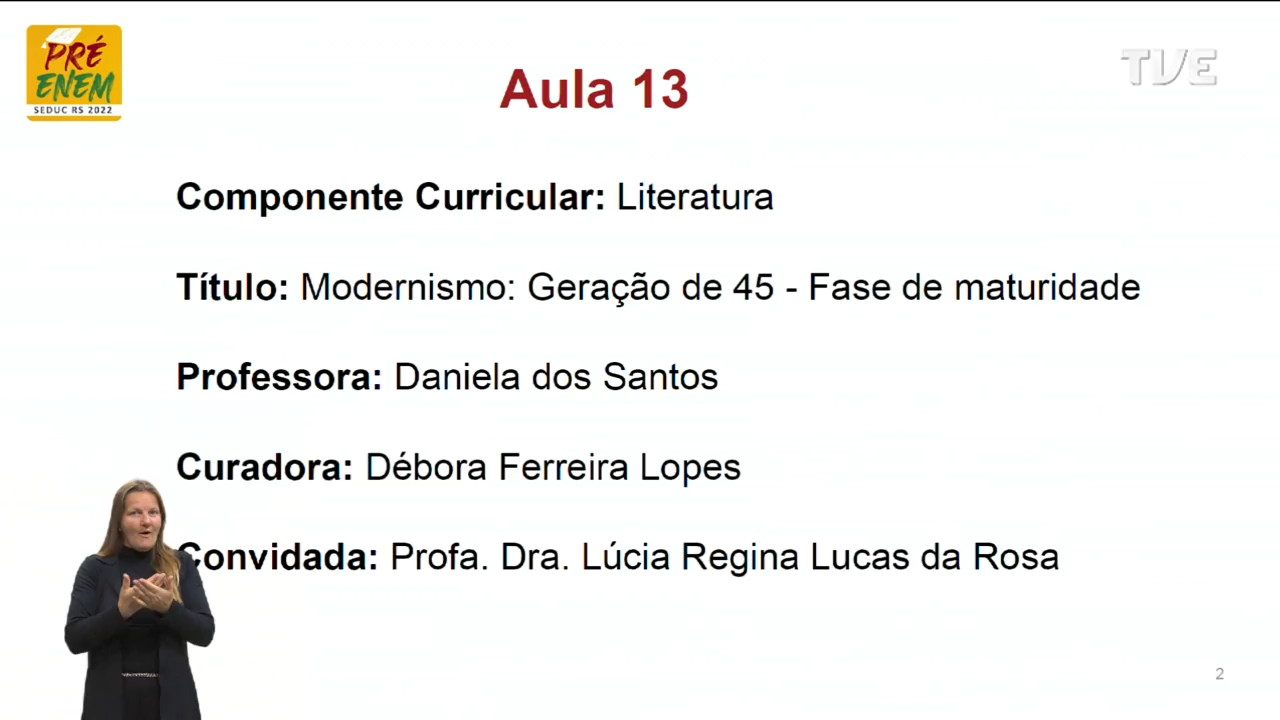 PRÉ
ENEM
SEDUC RS 2022
TVE
Aula 13
Componente Curricular: Literatura
Título: Modernismo: Geração de 45 - Fase de maturidade
Professora: Daniela dos Santos
Curadora: Débora Ferreira Lopes
Convidada: Profa. Dra. Lúcia Regina Lucas da Rosa
2